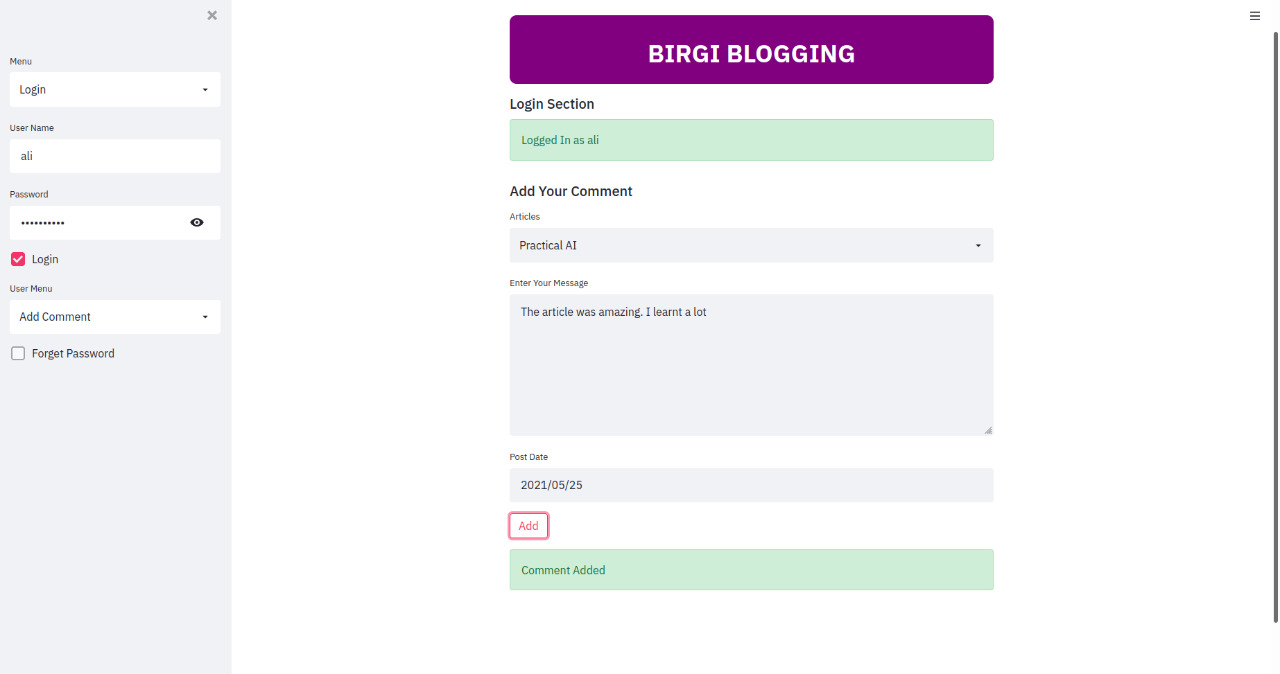 Menu
Login
User Name
ali
Password
••••••••••
Login
User Menu
Add Comment
Forget Password
BIRGI BLOGGING
Login Section
Logged In as ali
Add Your Comment
Articles
Practical AI
Enter Your Message
The article was amazing. I learnt a lot
Post Date
2021/05/25
Add
Comment Added